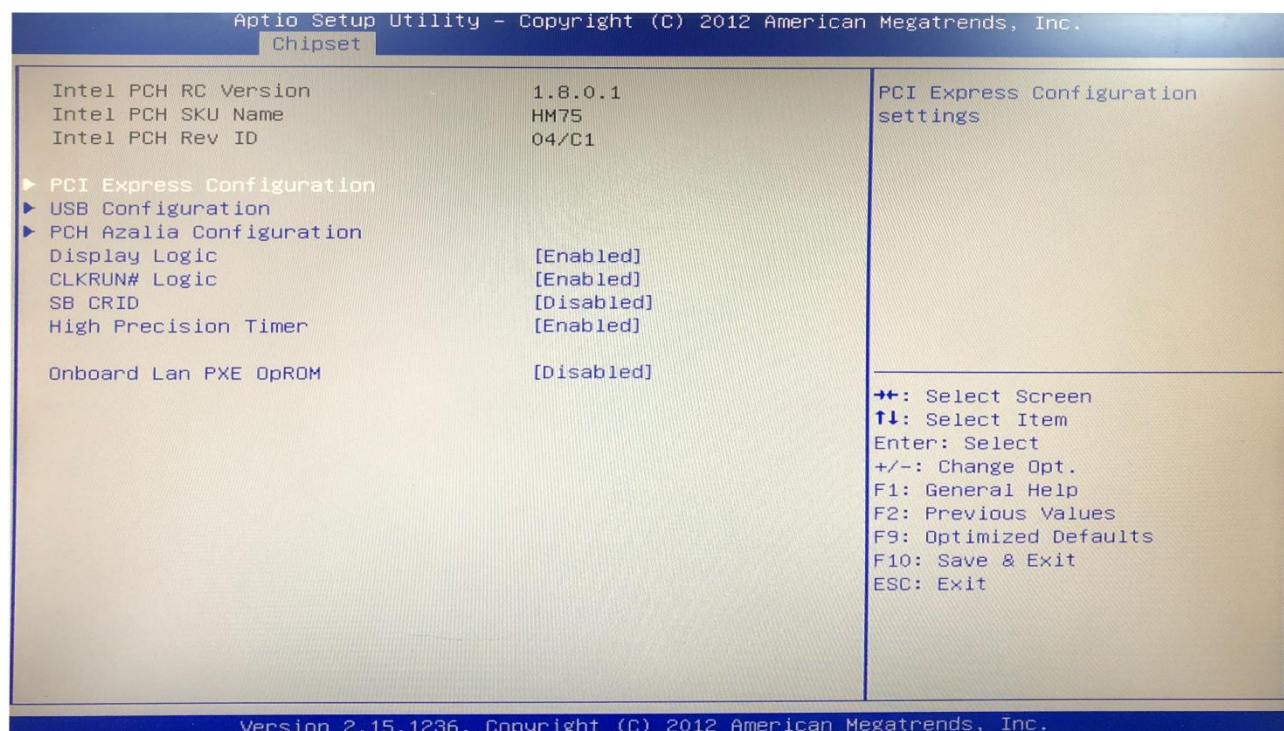 Aptio Setup Utility – Copyright (C) 2012 American Megatrends, Inc.
Chipset
Intel PCH RC Version 1.8.0.1
Intel PCH SKU Name HM75
Intel PCH Rev ID 04/C1
► PCI Express Configuration
► USB Configuration
► PCH Azalia Configuration
Display Logic [Enabled]
CLKRUN# Logic [Enabled]
SB CRID [Disabled]
High Precision Timer [Enabled]
Onboard Lan PXE OpROM [Disabled]
PCI Express Configuration
settings
→←: Select Screen
↑↓: Select Item
Enter: Select
+/-: Change Opt.
F1: General Help
F2: Previous Values
F9: Optimized Defaults
F10: Save & Exit
ESC: Exit
Version 2.15.1236. Copyright (C) 2012 American Megatrends, Inc.